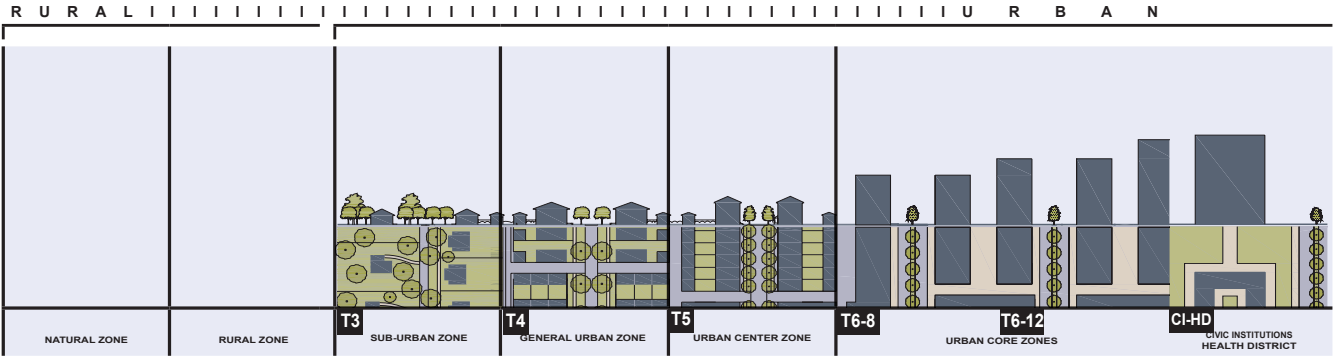 R U R A L I I I I I I I I I I I I I I I I I I I I I I I I I I I I I I I I I I I I I I I I I I I I I U R B A N
T3
T4
T5
T6-8
T6-12
CI-HD
NATURAL ZONE
RURAL ZONE
SUB-URBAN ZONE
GENERAL URBAN ZONE
URBAN CENTER ZONE
URBAN CORE ZONES
CIVIC INSTITUTIONS
HEALTH DISTRICT